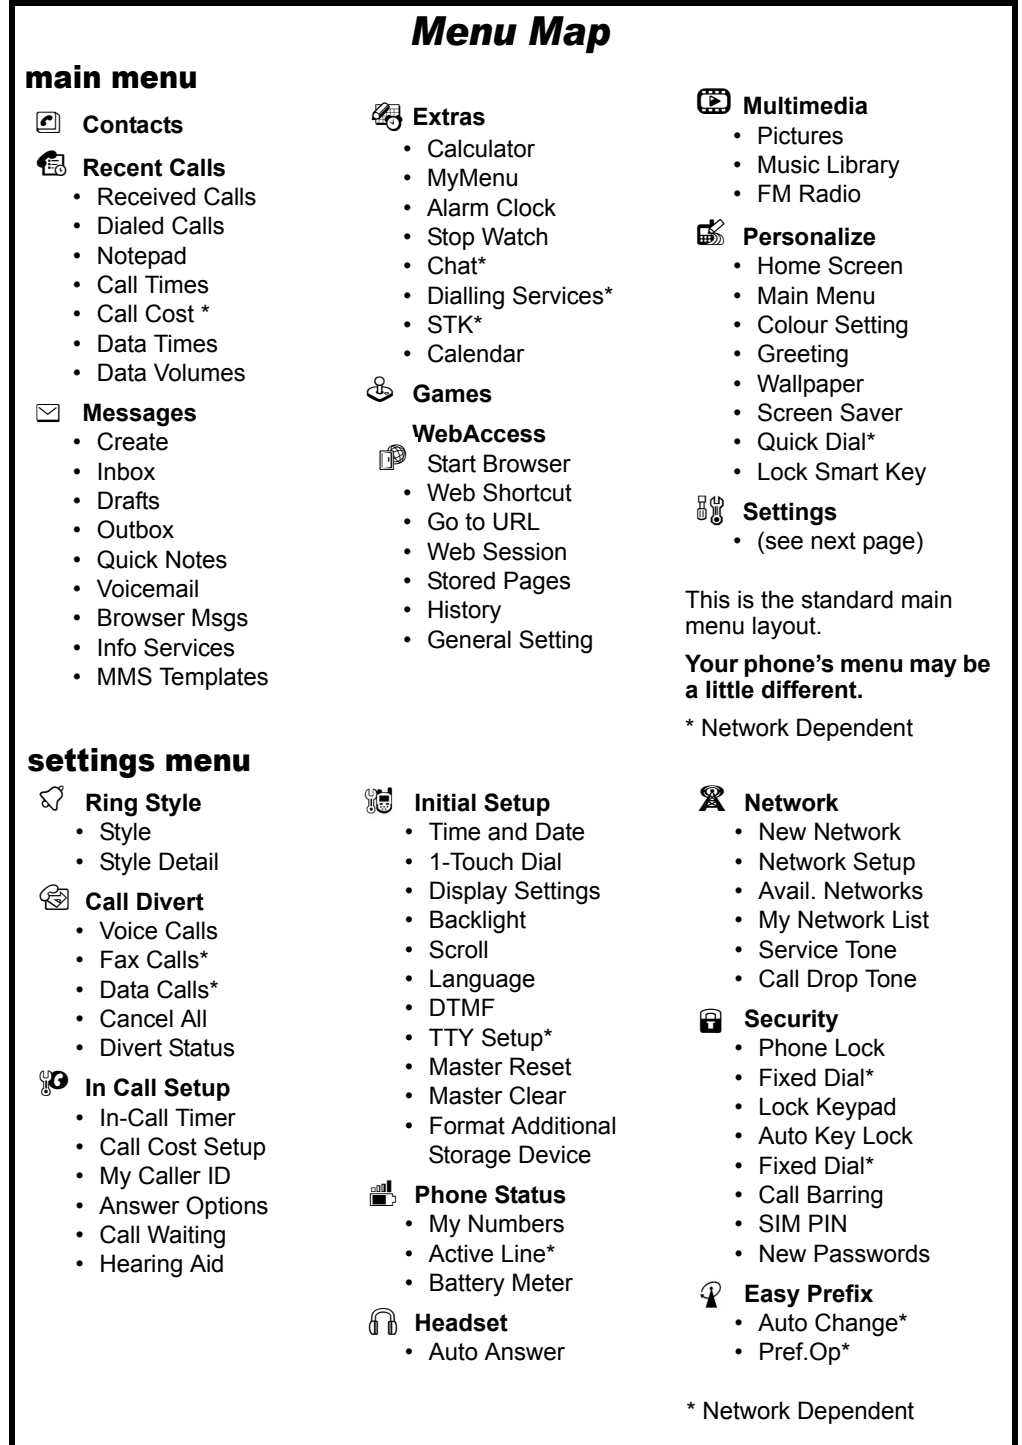 Menu Map
main menu
Contacts
Recent Calls
• Received Calls
• Dialed Calls
• Notepad
• Call Times
• Call Cost *
• Data Times
• Data Volumes
Messages
• Create
• Inbox
• Drafts
• Outbox
• Quick Notes
• Voicemail
• Browser Msgs
• Info Services
• MMS Templates
Extras
• Calculator
• MyMenu
• Alarm Clock
• Stop Watch
• Chat*
• Dialling Services*
• STK*
• Calendar
Games
WebAccess
Start Browser
• Web Shortcut
• Go to URL
• Web Session
• Stored Pages
• History
• General Setting
Multimedia
• Pictures
• Music Library
• FM Radio
Personalize
• Home Screen
• Main Menu
• Colour Setting
• Greeting
• Wallpaper
• Screen Saver
• Quick Dial*
• Lock Smart Key
Settings
• (see next page)
This is the standard main
menu layout.
Your phone's menu may be
a little different.
* Network Dependent
settings menu
Ring Style
• Style
• Style Detail
Call Divert
• Voice Calls
• Fax Calls*
• Data Calls*
• Cancel All
• Divert Status
In Call Setup
• In-Call Timer
• Call Cost Setup
• My Caller ID
• Answer Options
• Call Waiting
• Hearing Aid
Initial Setup
• Time and Date
• 1-Touch Dial
• Display Settings
• Backlight
• Scroll
• Language
• DTMF
• TTY Setup*
• Master Reset
• Master Clear
• Format Additional
Storage Device
Phone Status
• My Numbers
• Active Line*
• Battery Meter
Headset
• Auto Answer
Network
• New Network
• Network Setup
• Avail. Networks
• My Network List
• Service Tone
• Call Drop Tone
Security
• Phone Lock
• Fixed Dial*
• Lock Keypad
• Auto Key Lock
• Fixed Dial*
• Call Barring
• SIM PIN
• New Passwords
Easy Prefix
• Auto Change*
• Pref.Op*
* Network Dependent